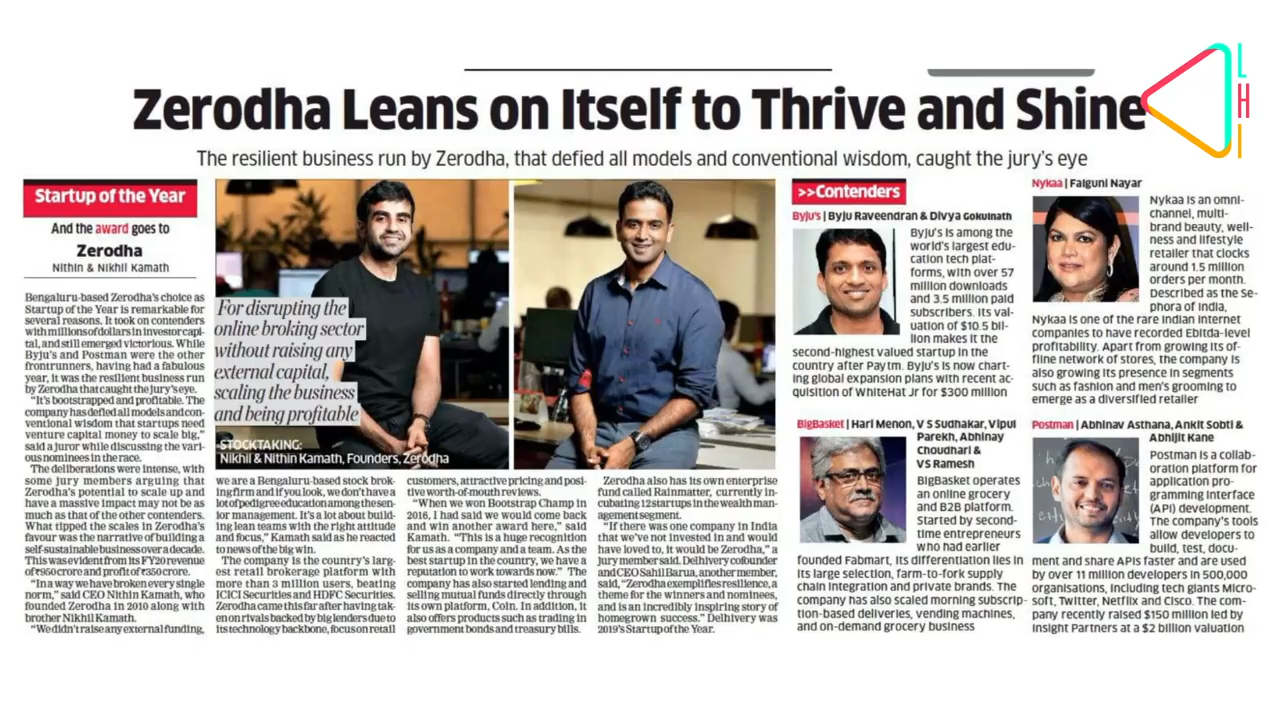 Zerodha Leans on Itself to Thrive and Shine
L
H
I
The resilient business run by Zerodha, that defied all models and conventional wisdom, caught the jury's eye
Startup of the Year
And the award goes to
Zerodha
Nithin & Nikhil Kamath
Bengaluru-based Zerodha's choice as
Startup of the Year is remarkable for
several reasons. It took on contenders
with millions of dollars in investor capi-
tal, and still emerged victorious. While
Byju's and Postman were the other
frontrunners, having had a fabulous
year, it was the resilient business run
by Zerodha that caught the jury's eye.
"It's bootstrapped and profitable. The
company has defied all models and con-
ventional wisdom that startups need
venture capital money to scale big,"
said a juror while discussing the vari-
ous nominees in the race.
The deliberations were intense, with
some jury members arguing that
Zerodha's potential to scale up and
have a massive impact may not be as
much as that of the other contenders.
What tipped the scales in Zerodha's
favour was the narrative of building a
self-sustainable business over a decade.
This was evident from its FY20 revenue
of ₹950 crore and profit of ₹350 crore.
"In a way we have broken every single
norm," said CEO Nithin Kamath, who
founded Zerodha in 2010 along with
brother Nikhil Kamath.
"We didn't raise any external funding,
For disrupting the
online broking sector
without raising any
external capital,
scaling the business
and being profitable
STOCKTAKING:
Nikhil & Nithin Kamath, Founders, Zerodha
we are a Bengaluru-based stock brok-
ing firm and if you look, we don't have a
lot of pedigree education among the sen-
ior management. It's a lot about build-
ing lean teams with the right attitude
and focus," Kamath said as he reacted
to news of the big win.
The company is the country's larg-
est retail brokerage platform with
more than 3 million users, beating
ICICI Securities and HDFC Securities.
Zerodha came this far after having tak-
en on rivals backed by big lenders due to
its technology backbone, focus on retail
customers, attractive pricing and posi-
tive worth-of-mouth reviews.
"When we won Bootstrap Champ in
2016, I had said we would come back
and win another award here," said
Kamath. "This is a huge recognition
for us as a company and a team. As the
best startup in the country, we have a
reputation to work towards now." The
company has also started lending and
selling mutual funds directly through
its own platform, Coin. In addition, it
also offers products such as trading in
government bonds and treasury bills.
Zerodha also has its own enterprise
fund called Rainmatter, currently in-
cubating 12 startups in the wealth man-
agement segment.
"If there was one company in India
that we've not invested in and would
have loved to, it would be Zerodha," a
jury member said. Delhivery cofounder
and CEO Sahil Barua, another member,
said, "Zerodha exemplifies resilience, a
theme for the winners and nominees,
and is an incredibly inspiring story of
homegrown success." Delhivery was
2019's Startup of the Year.
>>Contenders
Byju's | Byju Raveendran & Divya Gokulnath
Byju's is among the
world's largest edu-
cation tech plat-
forms, with over 57
million downloads
and 3.5 million paid
subscribers. Its val-
uation of $10.5 bil-
lion makes it the
second-highest valued startup in the
country after Paytm. Byju's is now chart-
ing global expansion plans with recent ac-
quisition of WhiteHat Jr for $300 million
BigBasket | Hari Menon, V S Sudhakar, Vipul
Parekh, Abhinay
Choudhari &
V S Ramesh
BigBasket operates
an online grocery
and B2B platform.
Started by second-
time entrepreneurs
who had earlier
founded Fabmart, its differentiation lies in
its large selection, farm-to-fork supply
chain integration and private brands. The
company has also scaled morning subscrip-
tion-based deliveries, vending machines,
and on-demand grocery business
Nykaa | Falguni Nayar
Nykaa is an omni-
channel, multi-
brand beauty, well-
ness and lifestyle
retailer that clocks
around 1.5 million
orders per month.
Described as the Se-
phora of India,
Nykaa is one of the rare Indian internet
companies to have recorded Ebitda-level
profitability. Apart from growing its of-
fline network of stores, the company is
also growing its presence in segments
such as fashion and men's grooming to
emerge as a diversified retailer
Postman | Abhinav Asthana, Ankit Sobti &
Abhijit Kane
Postman is a collab-
oration platform for
application pro-
gramming interface
(API) development.
The company's tools
allow developers to
build, test, docu-
ment and share APIs faster and are used
by over 11 million developers in 500,000
organisations, including tech giants Micro-
soft, Twitter, Netflix and Cisco. The com-
pany recently raised $150 million led by
Insight Partners at a $2 billion valuation